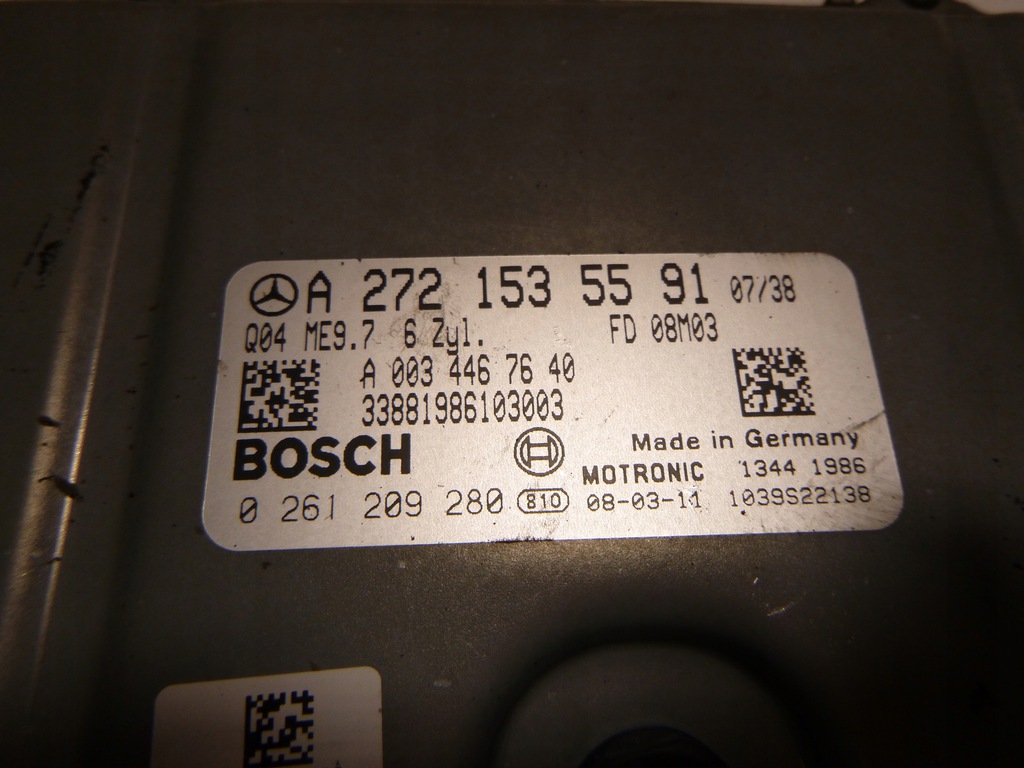 A 272 153 55 91 07/38
Q04 ME9.7 6 Zyl. FD 08M03
A 003 446 76 40
33881986103003
BOSCH Made in Germany
MOTRONIC 1344 1986
0 261 209 280 810 08-03-11 1039S22138